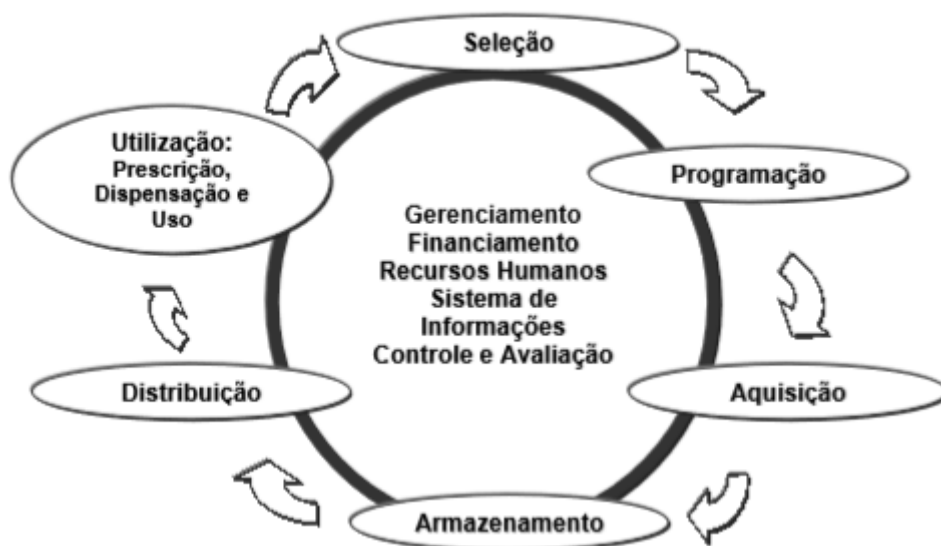 Seleção
Programação
Aquisição
Armazenamento
Distribuição
Utilização:
Prescrição,
Dispensação e
Uso
Gerenciamento
Financiamento
Recursos Humanos
Sistema de
Informações
Controle e Avaliação